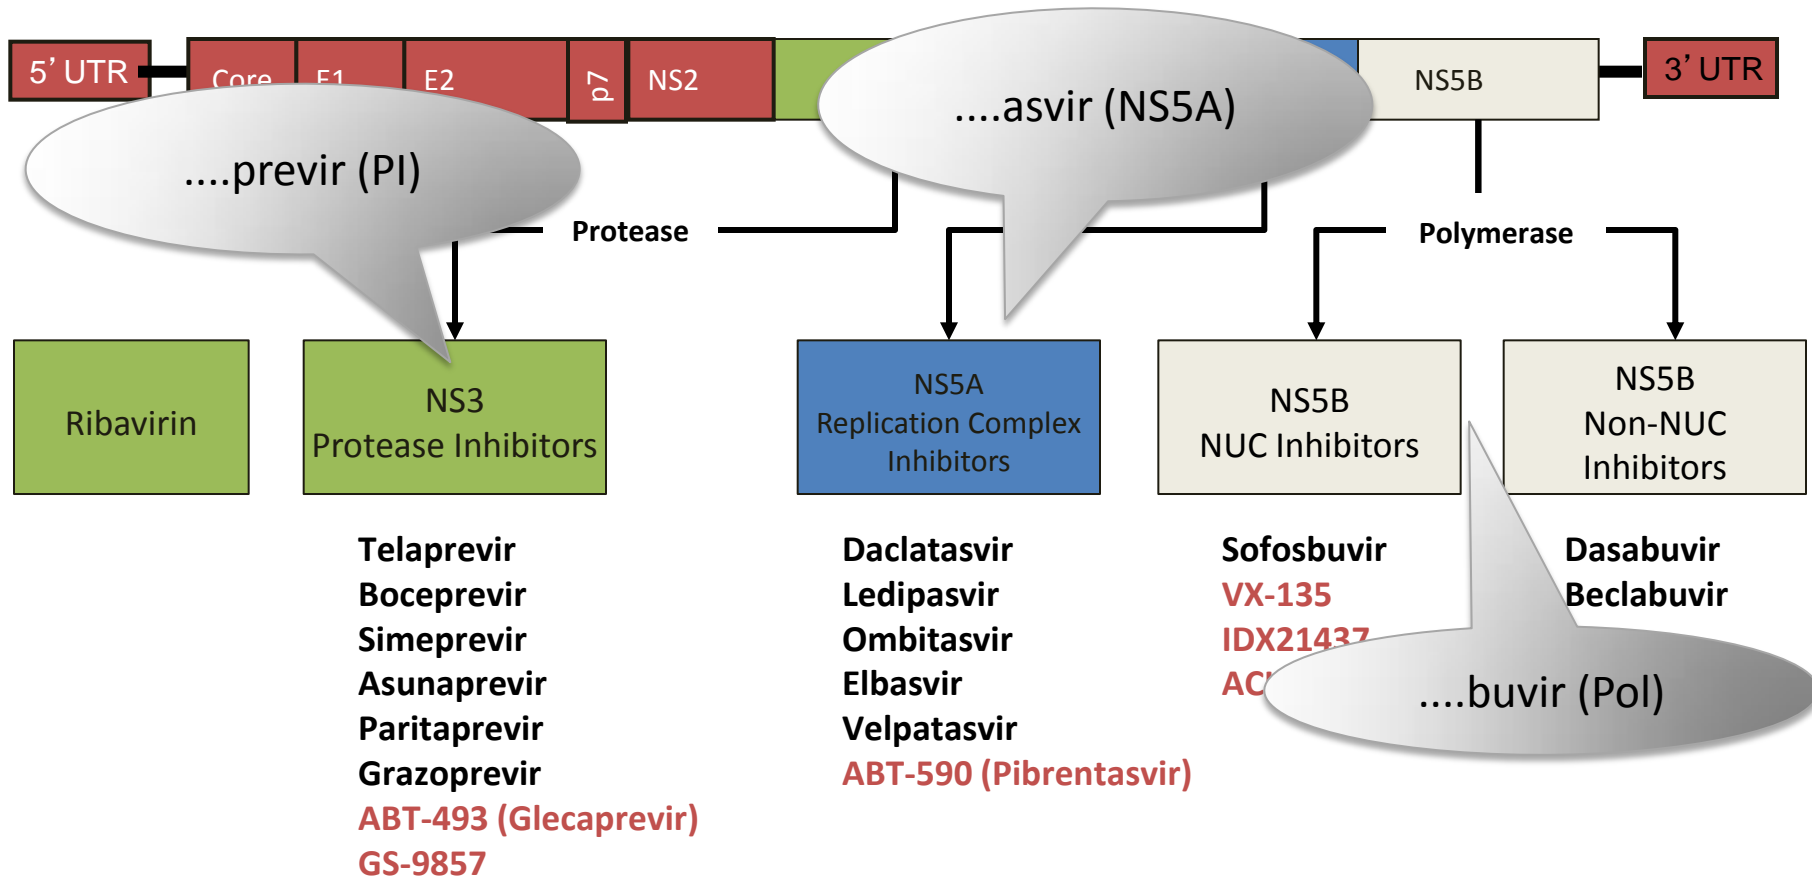 5’ UTR
Core
E1
E2
p7
NS2
NS5B
3’ UTR
....asvir (NS5A)
....previr (PI)
Protease
Polymerase
Ribavirin
NS3
Protease Inhibitors
NS5A
Replication Complex
Inhibitors
NS5B
NUC Inhibitors
NS5B
Non-NUC
Inhibitors
Telaprevir
Boceprevir
Simeprevir
Asunaprevir
Paritaprevir
Grazoprevir
ABT-493 (Glecaprevir)
GS-9857
Daclatasvir
Ledipasvir
Ombitasvir
Elbasvir
Velpatasvir
ABT-590 (Pibrentasvir)
Sofosbuvir
VX-135
IDX21437
Dasabuvir
Beclabuvir
....buvir (Pol)